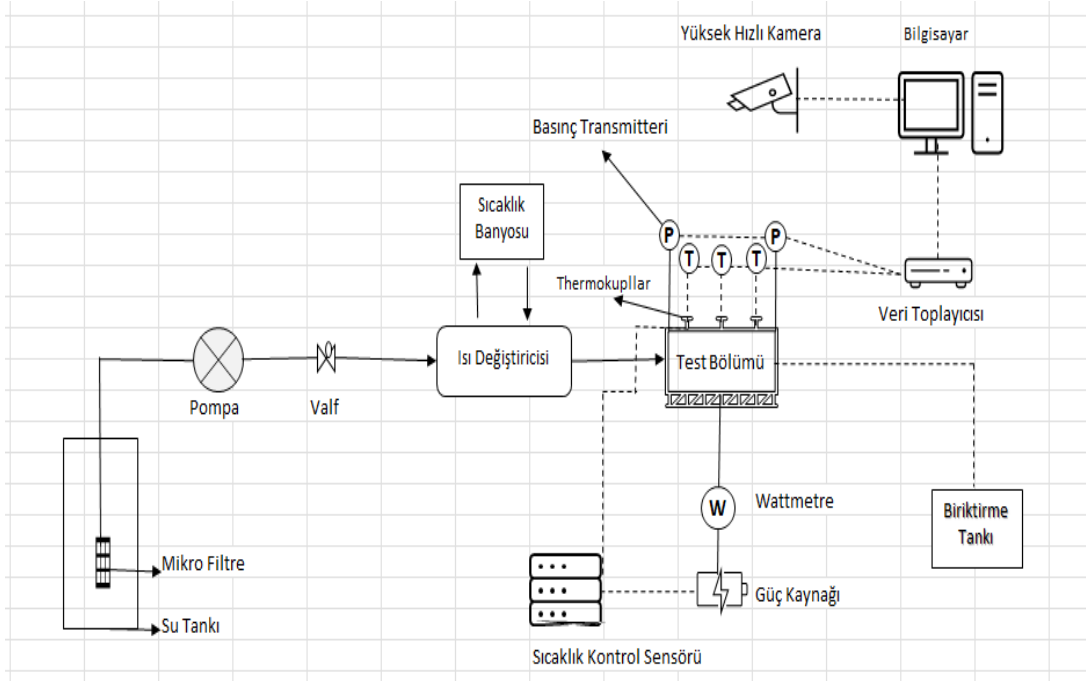 Yüksek Hızlı Kamera
Bilgisayar
Basınç Transmitteri
Sıcaklık
Banyosu
P
P
T
T
T
Thermokupllar
Veri Toplayıcısı
Isı Değiştiricisi
Test Bölümü
Pompa
Valf
W
Wattmetre
Biriktirme
Tankı
Mikro Filtre
Güç Kaynağı
Su Tankı
Sıcaklık Kontrol Sensörü